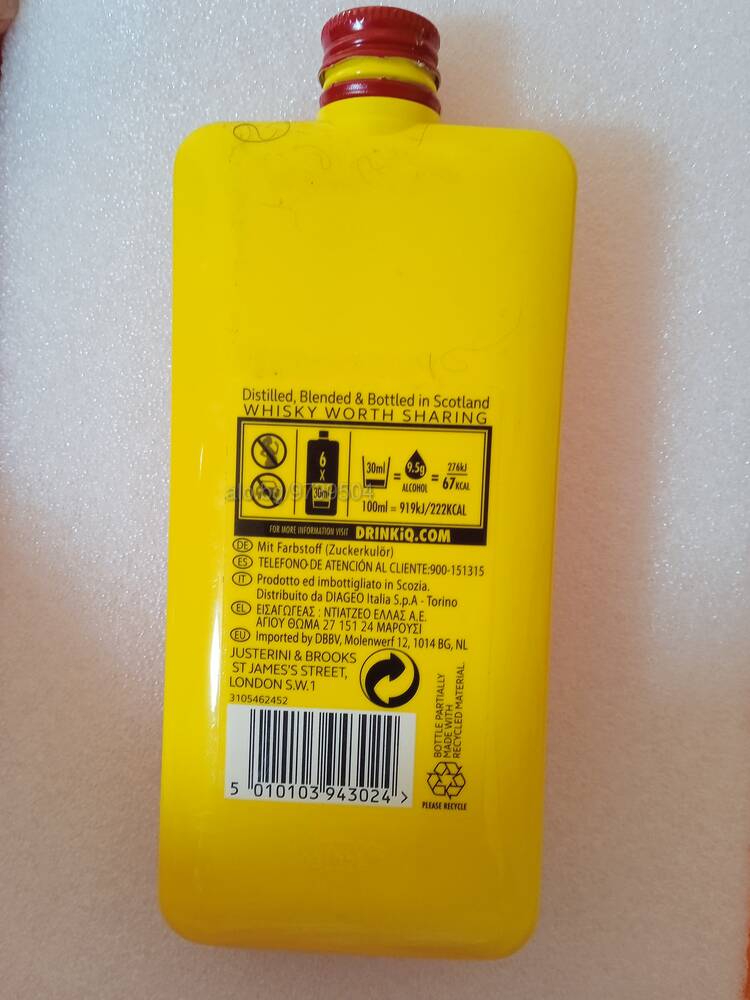 Distilled, Blended & Bottled in Scotland
WHISKY WORTH SHARING
6
X
30ml
30ml
=
9.5g
ALCOHOL
=
276kJ
67KCAL
100ml = 919kJ/222KCAL
FOR MORE INFORMATION VISIT DRINKiQ.COM
DE Mit Farbstoff (Zuckerkulör)
ES TELEFONO DE ATENCIÓN AL CLIENTE:900-151315
IT Prodotto ed imbottigliato in Scozia.
Distribuito da DIAGEO Italia S.p.A - Torino
EL ΕΙΣΑΓΩΓΕΑΣ : ΝΤΙΑΤΖΕΟ ΕΛΛΑΣ Α.Ε.
ΑΓΙΟΥ ΘΩΜΑ 27 151 24 ΜΑΡΟΥΣΙ
EU Imported by DBBV, Molenwerf 12, 1014 BG, NL
JUSTERINI & BROOKS
ST JAMES'S STREET,
LONDON S.W.1
3105462452
5 010103 943024 >
BOTTLE PARTIALLY
MADE WITH
RECYCLED MATERIAL
PLEASE RECYCLE